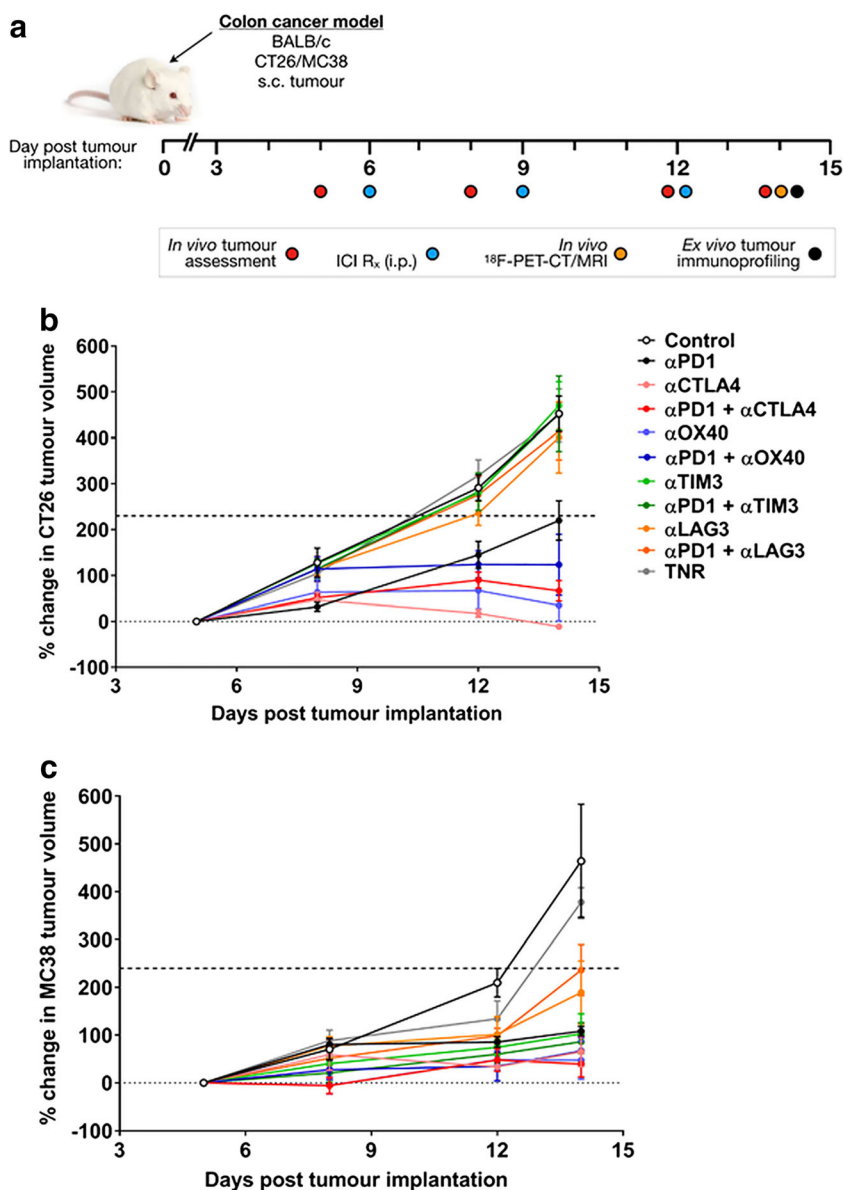 a
Colon cancer model
BALB/c
CT26/MC38
s.c. tumour
Day post tumour
implantation:
0 3 6 9 12 15
In vivo tumour
assessment
ICI Rx (i.p.)
In vivo
¹⁸F-PET-CT/MRI
Ex vivo tumour
immunoprofiling
b
% change in CT26 tumour volume
600
500
400
300
200
100
0
-100
3 6 9 12 15
Days post tumour implantation
Control
αPD1
αCTLA4
αPD1 + αCTLA4
αOX40
αPD1 + αOX40
αTIM3
αPD1 + αTIM3
αLAG3
αPD1 + αLAG3
TNR
c
% change in MC38 tumour volume
600
500
400
300
200
100
0
-100
3 6 9 12 15
Days post tumour implantation